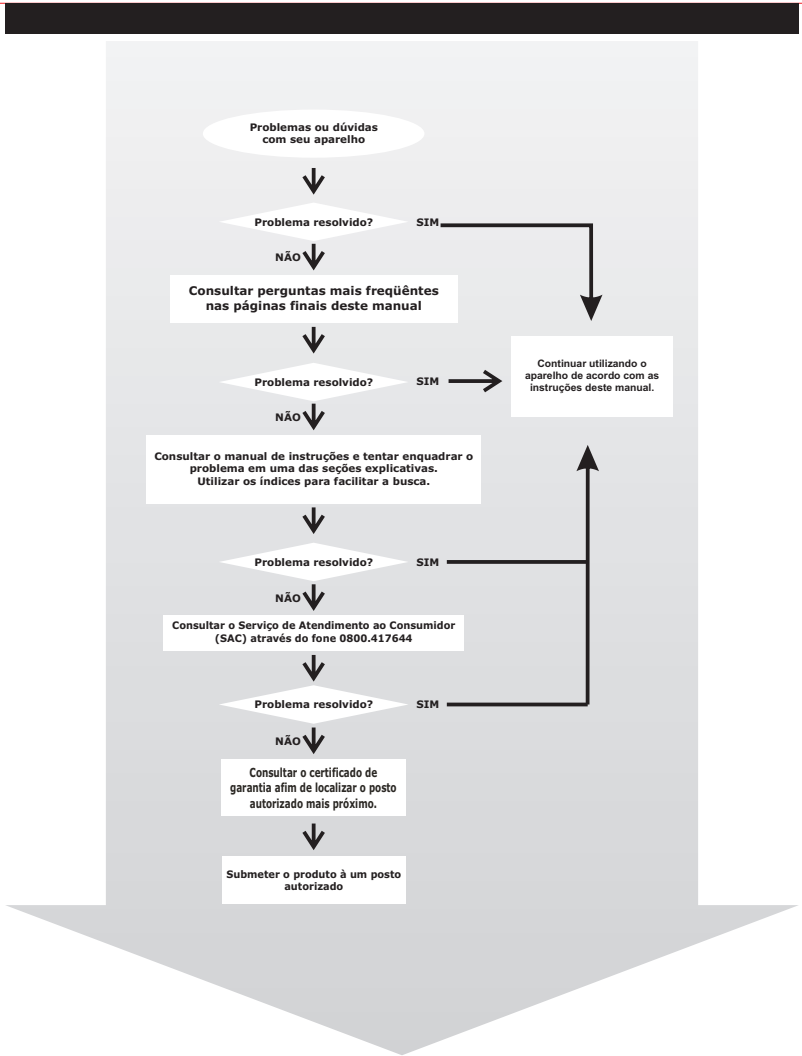 Problemas ou dúvidas
com seu aparelho
Problema resolvido?
SIM
NÃO
Consultar perguntas mais freqüêntes
nas páginas finais deste manual
Continuar utilizando o
aparelho de acordo com as
instruções deste manual.
Problema resolvido?
SIM
NÃO
Consultar o manual de instruções e tentar enquadrar o
problema em uma das seções explicativas.
Utilizar os índices para facilitar a busca.
Problema resolvido?
SIM
NÃO
Consultar o Serviço de Atendimento ao Consumidor
(SAC) através do fone 0800.417644
Problema resolvido?
SIM
NÃO
Consultar o certificado de
garantia afim de localizar o posto
autorizado mais próximo.
Submeter o produto à um posto
autorizado